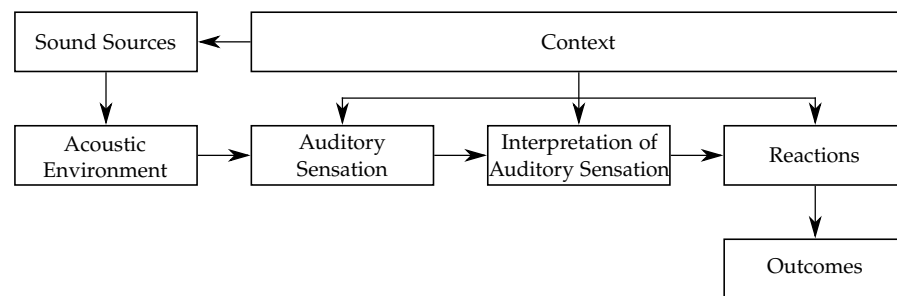 Sound Sources
Context
Acoustic
Environment
Auditory
Sensation
Interpretation of
Auditory Sensation
Reactions
Outcomes